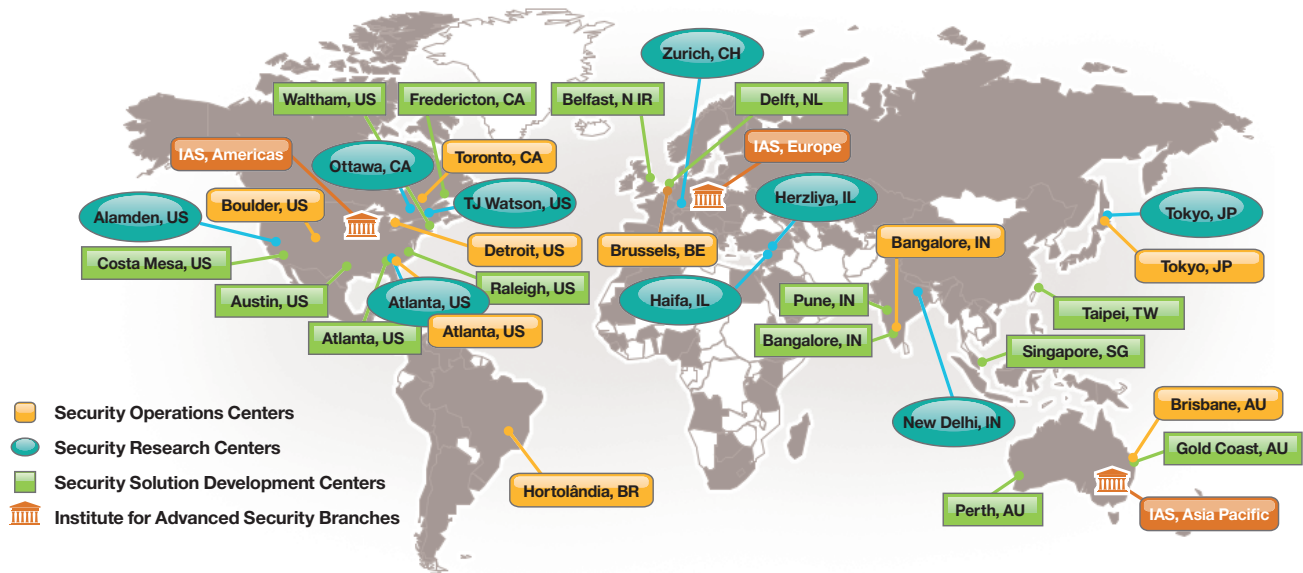 Zurich, CH
Waltham, US
Fredericton, CA
Belfast, N IR
Delft, NL
IAS, Americas
Ottawa, CA
Toronto, CA
IAS, Europe
Alamden, US
Boulder, US
TJ Watson, US
Herzliya, IL
Tokyo, JP
Costa Mesa, US
Detroit, US
Brussels, BE
Bangalore, IN
Tokyo, JP
Austin, US
Atlanta, US
Raleigh, US
Haifa, IL
Pune, IN
Taipei, TW
Atlanta, US
Atlanta, US
Bangalore, IN
Singapore, SG
Security Operations Centers
Security Research Centers
Security Solution Development Centers
Institute for Advanced Security Branches
New Delhi, IN
Brisbane, AU
Gold Coast, AU
Hortolândia, BR
Perth, AU
IAS, Asia Pacific